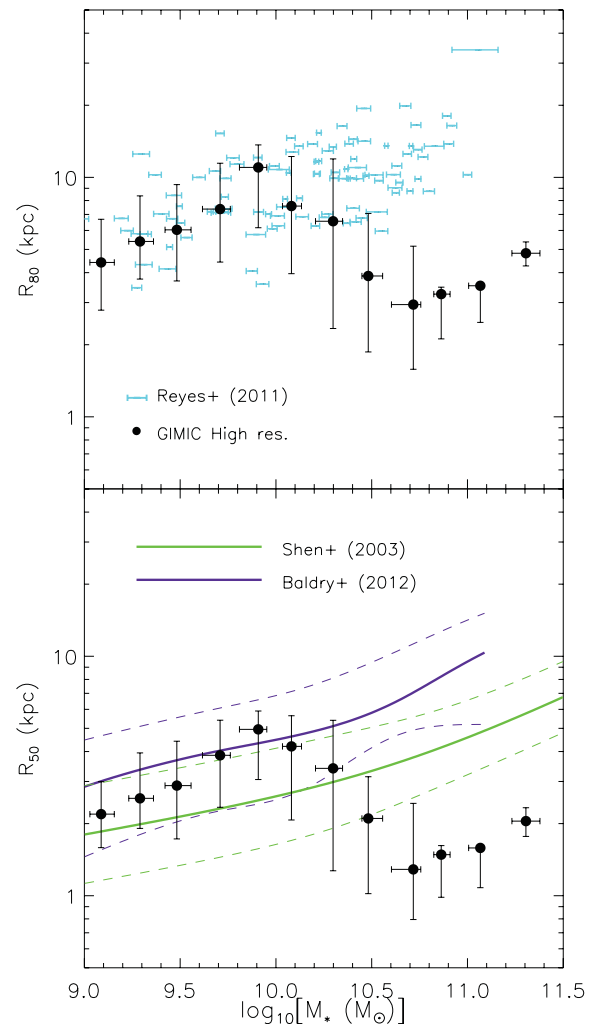 10
R80 (kpc)
1
Reyes+ (2011)
GIMIC High res.
Shen+ (2003)
Baldry+ (2012)
10
R50 (kpc)
1
9.0 9.5 10.0 10.5 11.0 11.5
log10[M* (M⊙)]